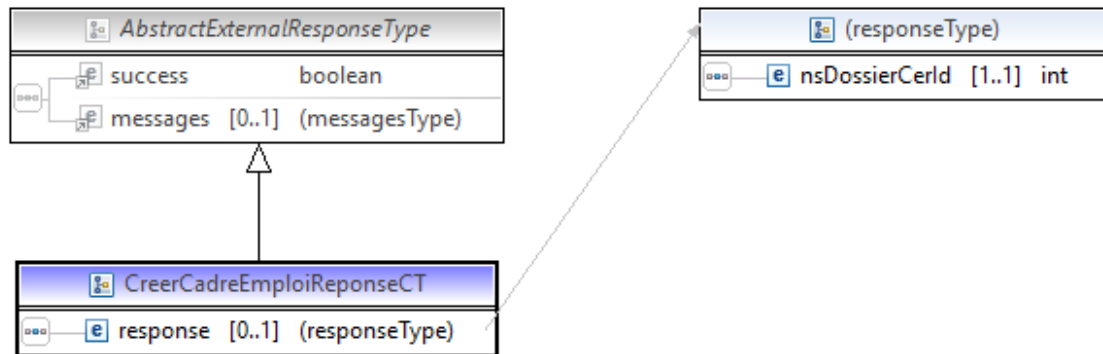 AbstractExternalResponseType
success boolean
messages [0..1] (messagesType)
(responseType)
nsDossierCerId [1..1] int
CreerCadreEmploiReponseCT
response [0..1] (responseType)